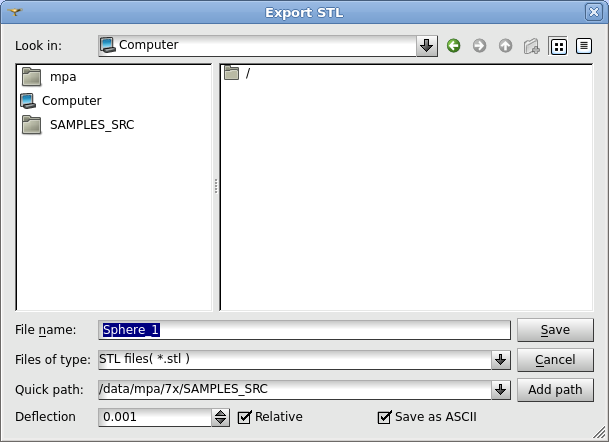 Export STL
Look in: Computer
mpa
Computer
SAMPLES_SRC
/
File name: Sphere_1 Save
Files of type: STL files( *.stl ) Cancel
Quick path: /data/mpa/7x/SAMPLES_SRC Add path
Deflection 0.001 Relative Save as ASCII